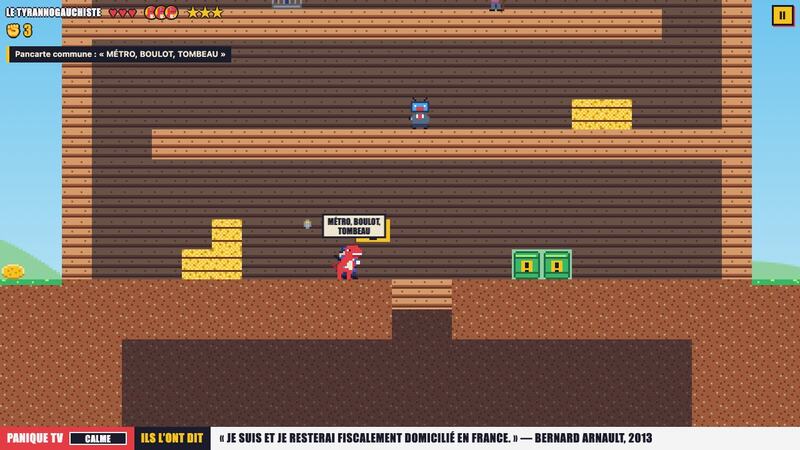 LE TYRANNOGAUCHISTE
3
Pancarte commune : « MÉTRO, BOULOT, TOMBEAU »
MÉTRO, BOULOT,
TOMBEAU
PANIQUE TV CALME ILS L'ONT DIT « JE SUIS ET JE RESTERAI FISCALEMENT DOMICILIÉ EN FRANCE. » — BERNARD ARNAULT, 2013